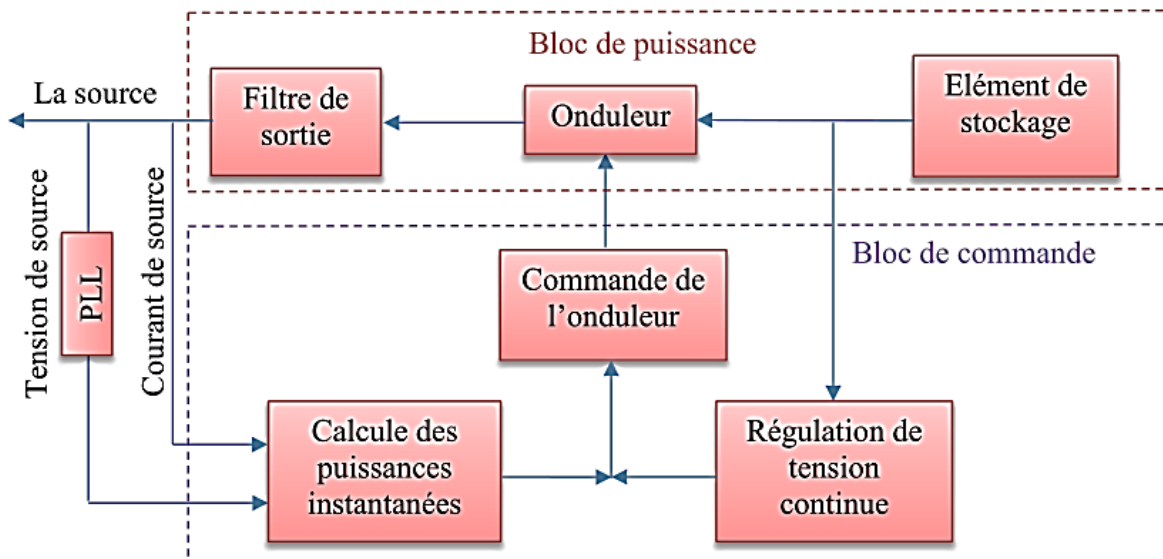 Bloc de puissance
La source
Filtre de
sortie
Onduleur
Elément de
stockage
Tension de source
PLL
Courant de source
Bloc de commande
Commande de
l’onduleur
Calcule des
puissances
instantanées
Régulation de
tension
continue